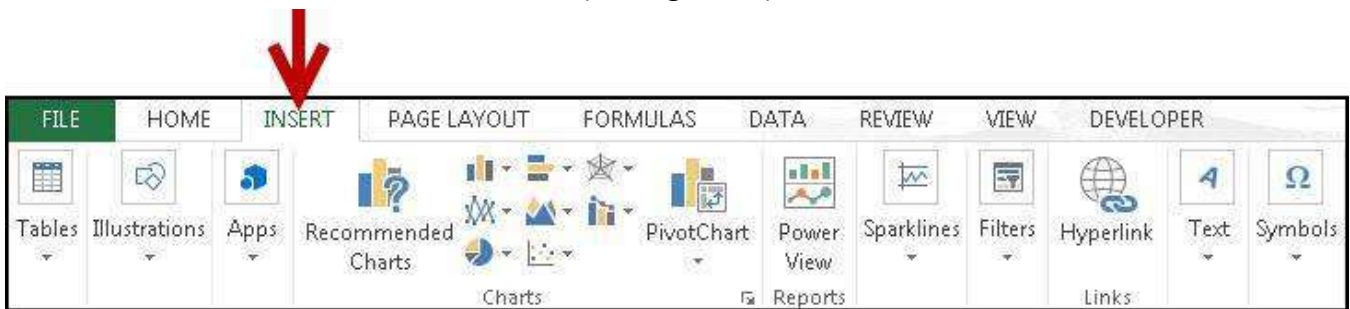 FILE HOME INSERT PAGE LAYOUT FORMULAS DATA REVIEW VIEW DEVELOPER
Tables Illustrations Apps Recommended Charts PivotChart Power View Sparklines Filters Hyperlink Text Symbols
Charts Reports Links